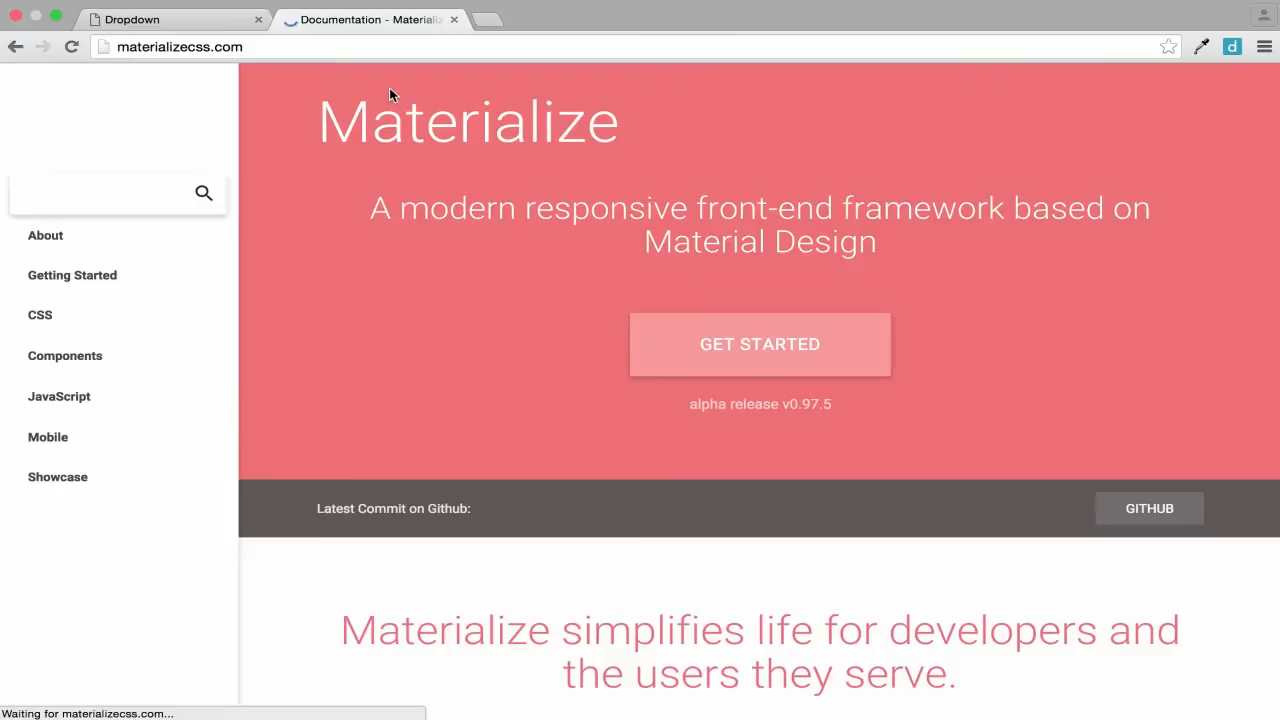 Dropdown
Documentation - Materializ
materializecss.com
d
Materialize
A modern responsive front-end framework based on
Material Design
GET STARTED
alpha release v0.97.5
About
Getting Started
CSS
Components
JavaScript
Mobile
Showcase
Latest Commit on Github:
GITHUB
Materialize simplifies life for developers and
the users they serve.
Waiting for materializecss.com...